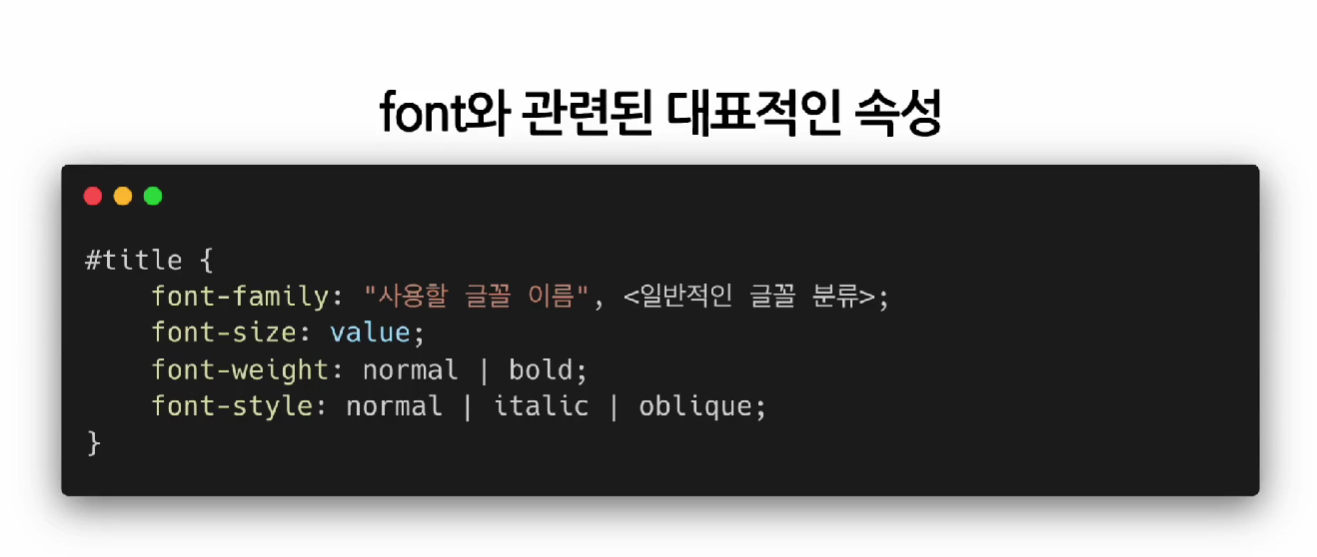 font와 관련된 대표적인 속성
#title {
    font-family: "사용할 글꼴 이름", <일반적인 글꼴 분류>;
    font-size: value;
    font-weight: normal | bold;
    font-style: normal | italic | oblique;
}